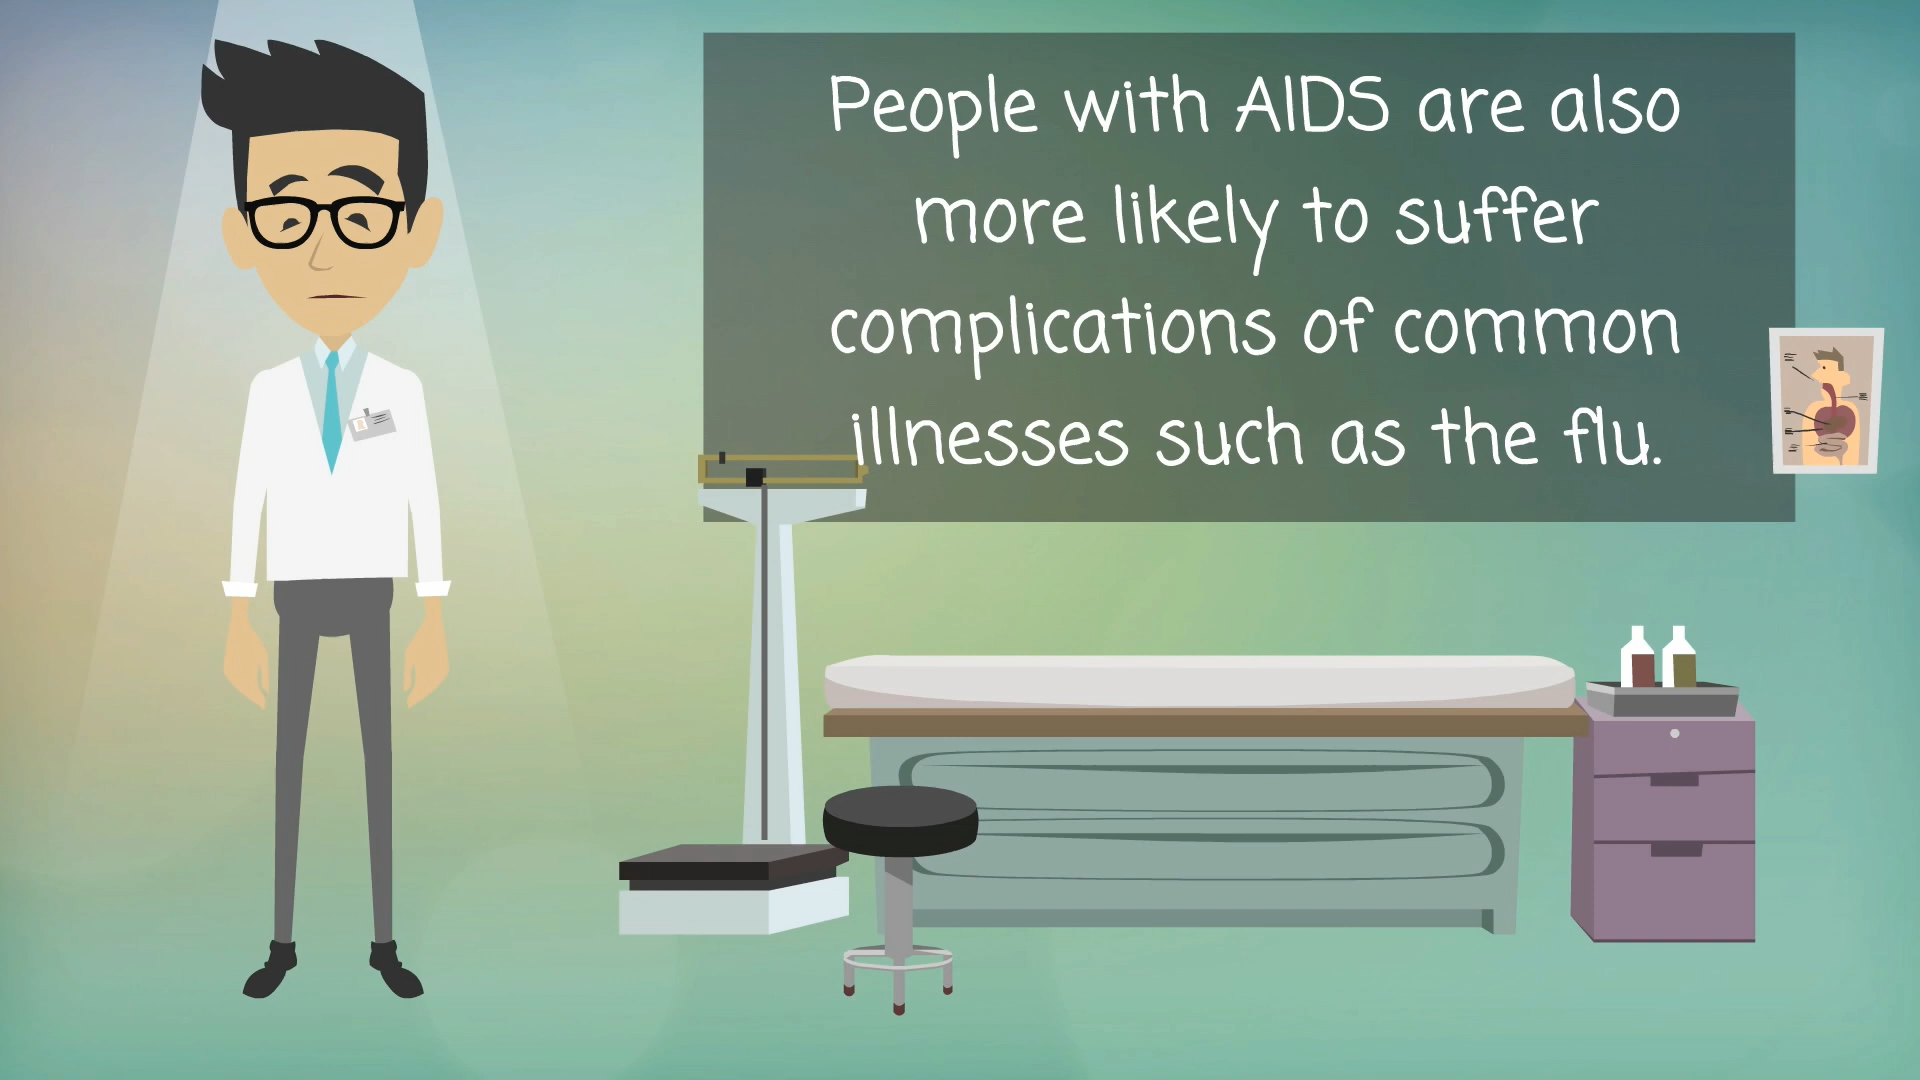 People with AIDS are also
more likely to suffer
complications of common
illnesses such as the flu.